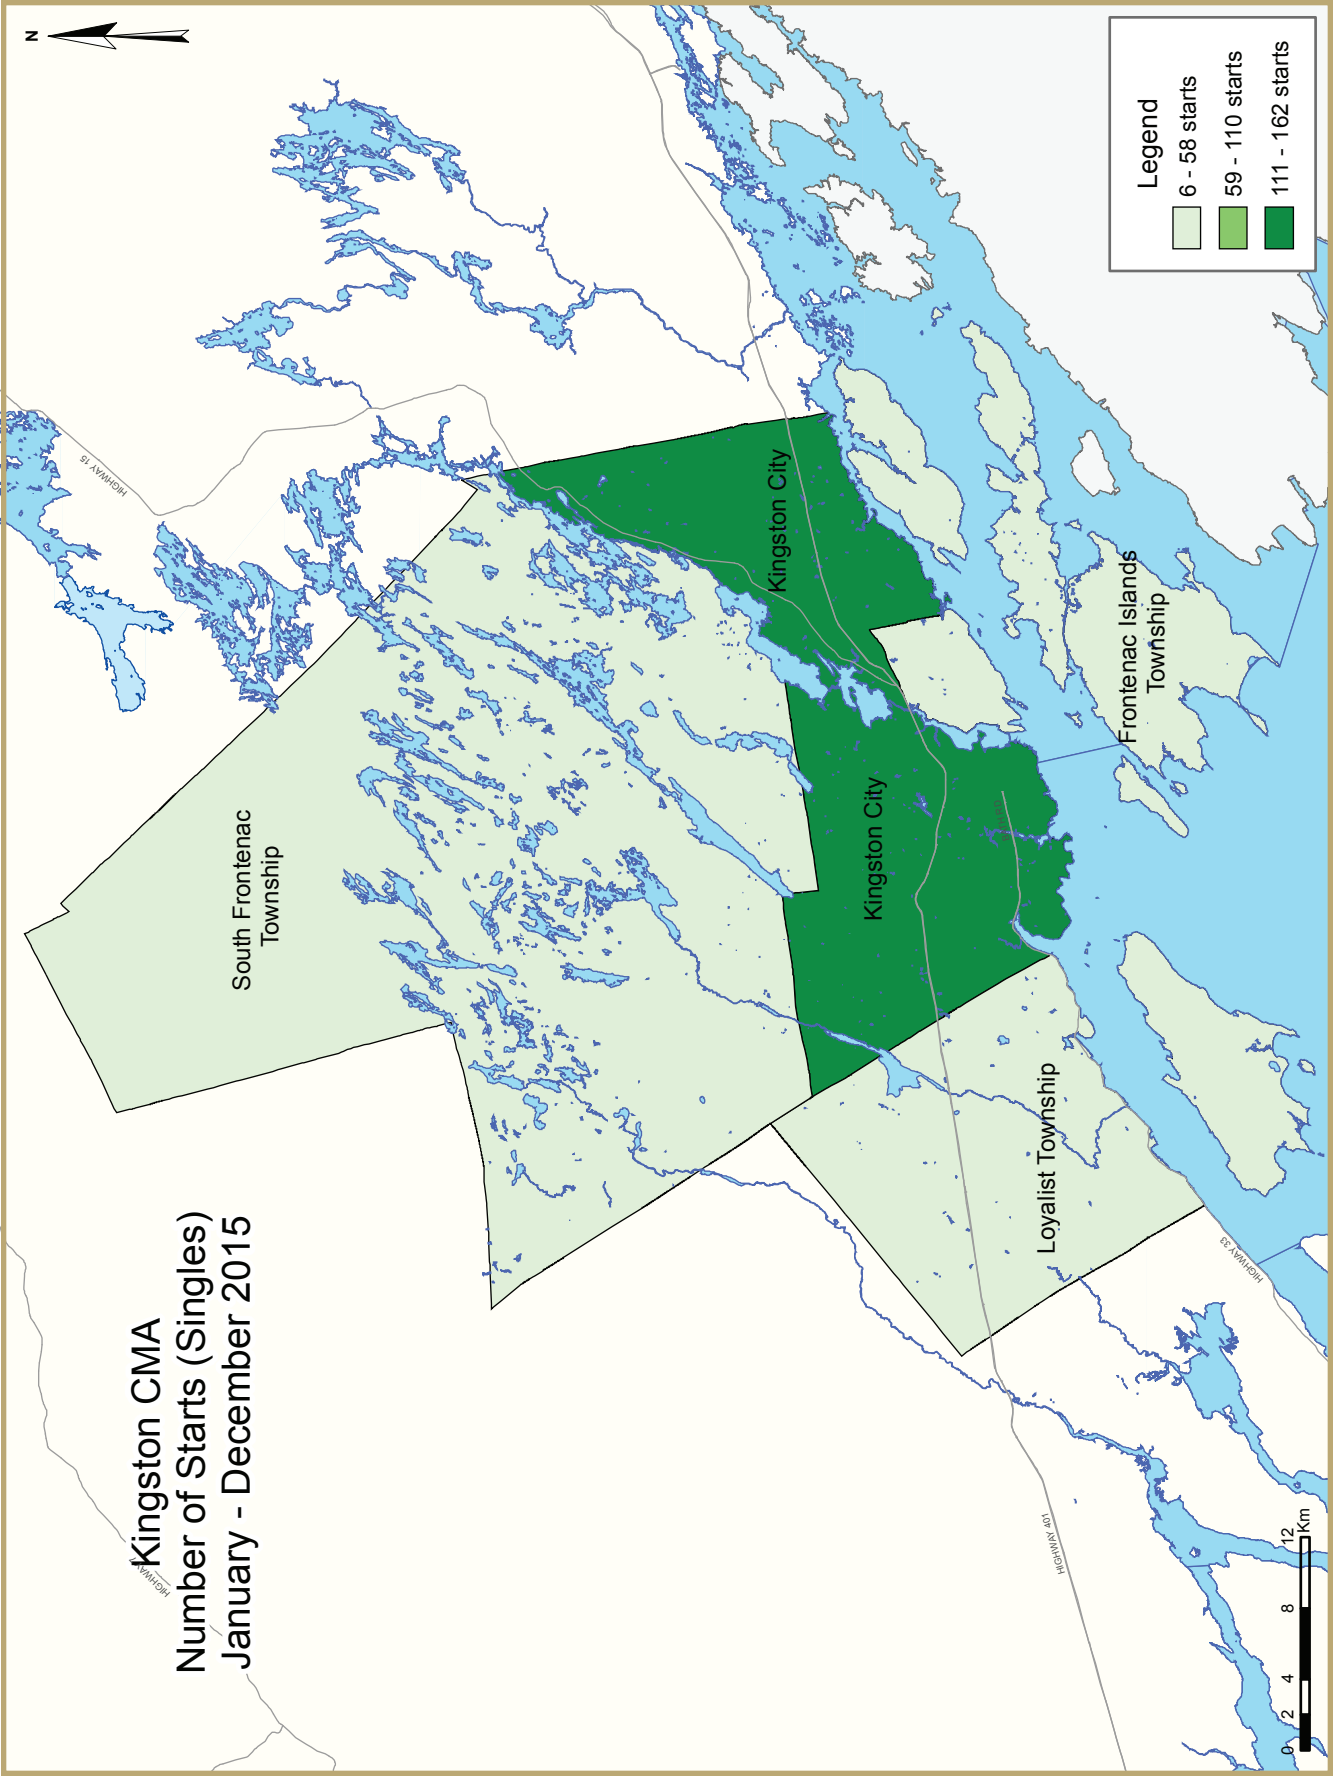 Kingston CMA
Number of Starts (Singles)
January - December 2015
N
HIGHWAY 15
HIGHWAY 7
South Frontenac
Township
Kingston City
Kingston City
Loyalist Township
Frontenac Islands
Township
HIGHWAY 33
HIGHWAY 401
0 2 4 8 12
Km
Legend
6 - 58 starts
59 - 110 starts
111 - 162 starts